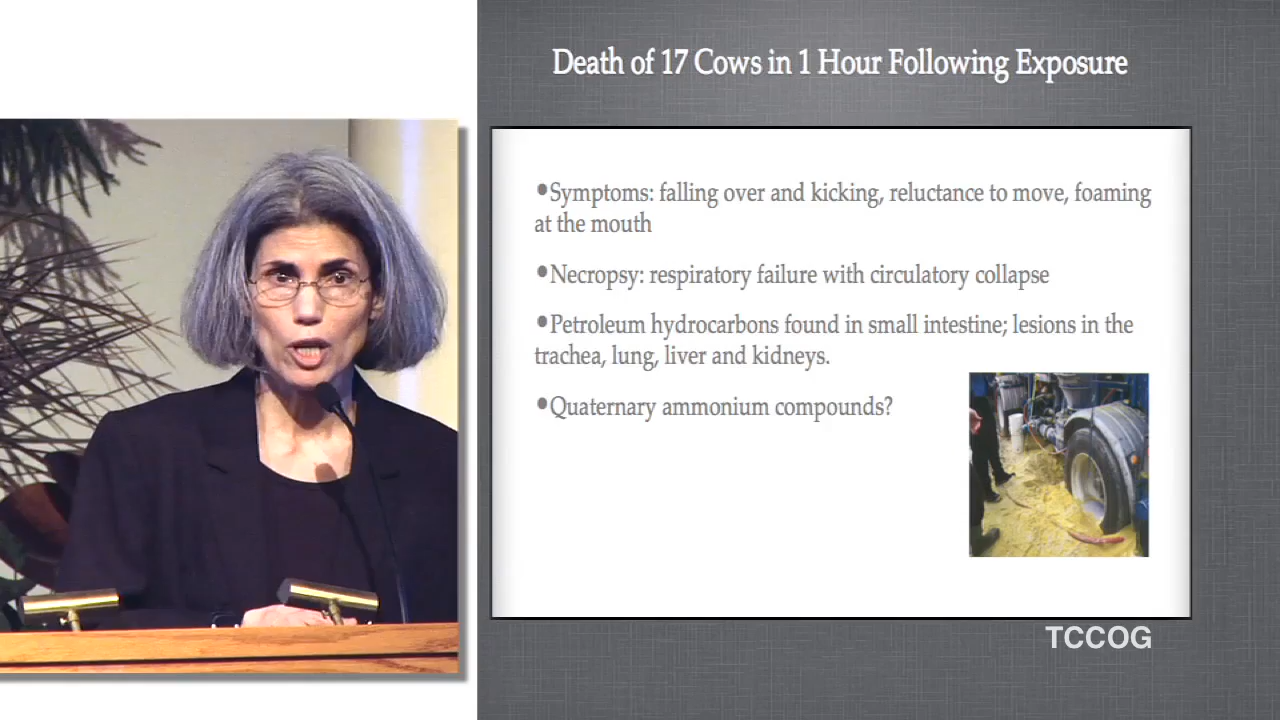 Death of 17 Cows in 1 Hour Following Exposure
•Symptoms: falling over and kicking, reluctance to move, foaming
at the mouth
•Necropsy: respiratory failure with circulatory collapse
•Petroleum hydrocarbons found in small intestine; lesions in the
trachea, lung, liver and kidneys.
•Quaternary ammonium compounds?
TCCOG